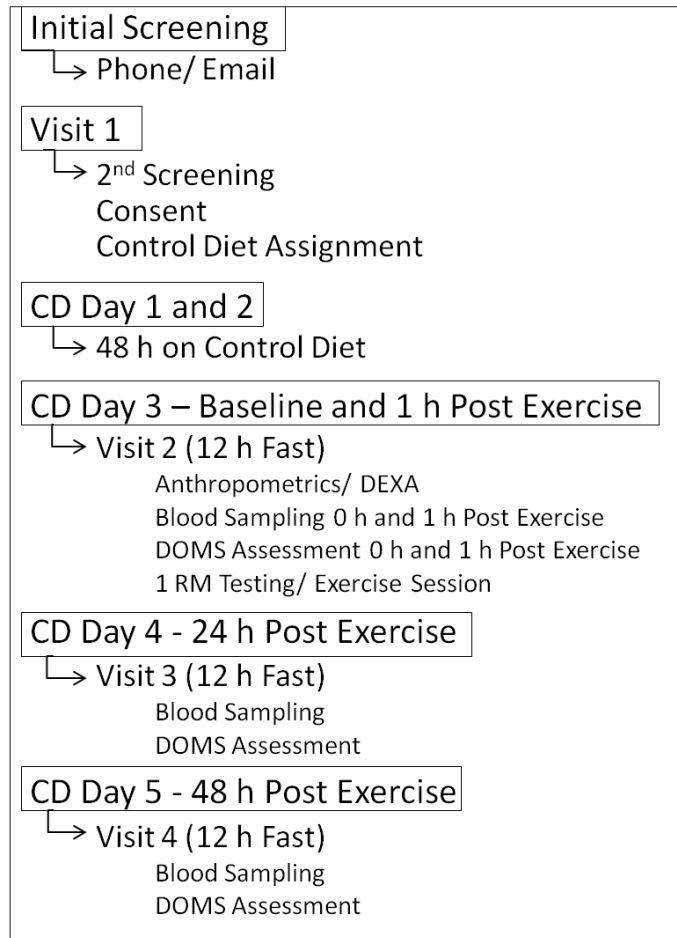 Initial Screening
Phone/ Email
Visit 1
2nd Screening
Consent
Control Diet Assignment
CD Day 1 and 2
48 h on Control Diet
CD Day 3 – Baseline and 1 h Post Exercise
Visit 2 (12 h Fast)
Anthropometrics/ DEXA
Blood Sampling 0 h and 1 h Post Exercise
DOMS Assessment 0 h and 1 h Post Exercise
1 RM Testing/ Exercise Session
CD Day 4 - 24 h Post Exercise
Visit 3 (12 h Fast)
Blood Sampling
DOMS Assessment
CD Day 5 - 48 h Post Exercise
Visit 4 (12 h Fast)
Blood Sampling
DOMS Assessment